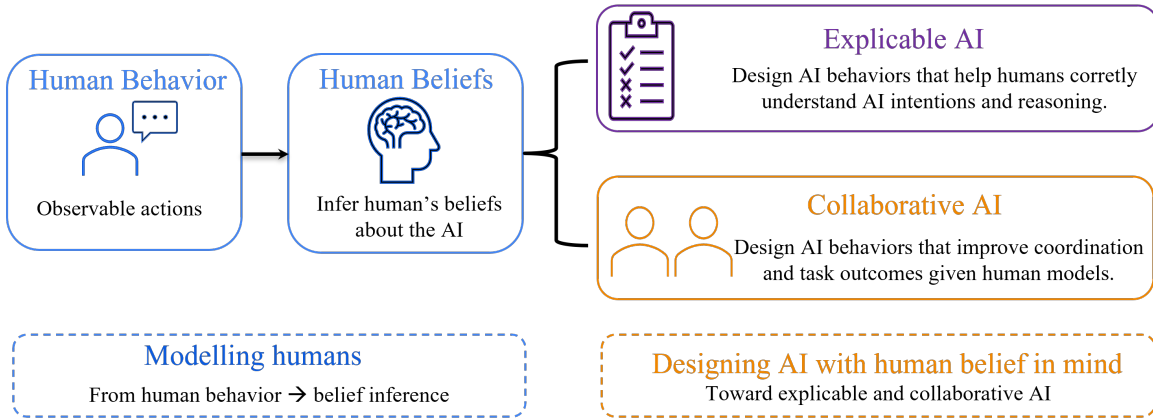 Human Behavior
Observable actions
Human Beliefs
Infer human's beliefs
about the AI
Explicable AI
Design AI behaviors that help humans corretly
understand AI intentions and reasoning.
Collaborative AI
Design AI behaviors that improve coordination
and task outcomes given human models.
Modelling humans
From human behavior → belief inference
Designing AI with human belief in mind
Toward explicable and collaborative AI